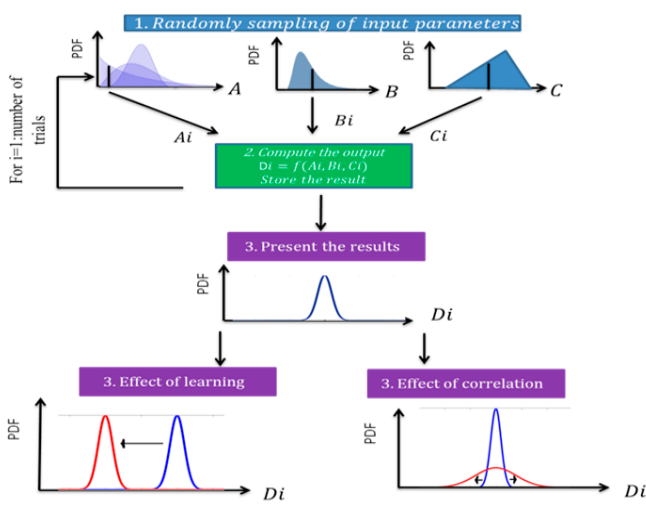 1. Randomly sampling of input parameters
PDF
A
PDF
B
PDF
C
For i=1:number of
trials
Ai
Bi
Ci
2. Compute the output
Di = f(Ai, Bi, Ci)
Store the result
3. Present the results
PDF
Di
3. Effect of learning
3. Effect of correlation
PDF
Di
PDF
Di